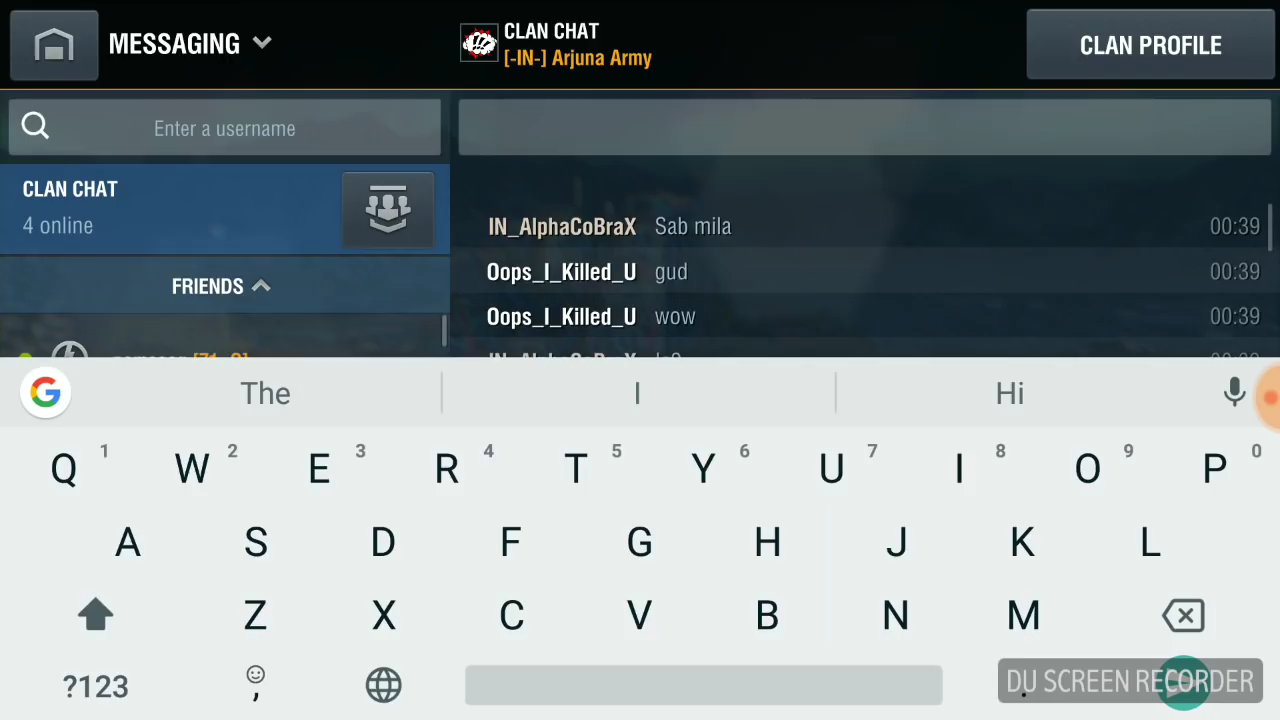 MESSAGING
CLAN CHAT
[-IN-] Arjuna Army
CLAN PROFILE
Enter a username
CLAN CHAT
4 online
FRIENDS
IN_AlphaCoBraX Sab mila 00:39
Oops_I_Killed_U gud 00:39
Oops_I_Killed_U wow 00:39
The I Hi
Q 1 W 2 E 3 R 4 T 5 Y 6 U 7 I 8 O 9 P 0
A S D F G H J K L
Z X C V B N M
?123 , .
DU SCREEN RECORDER